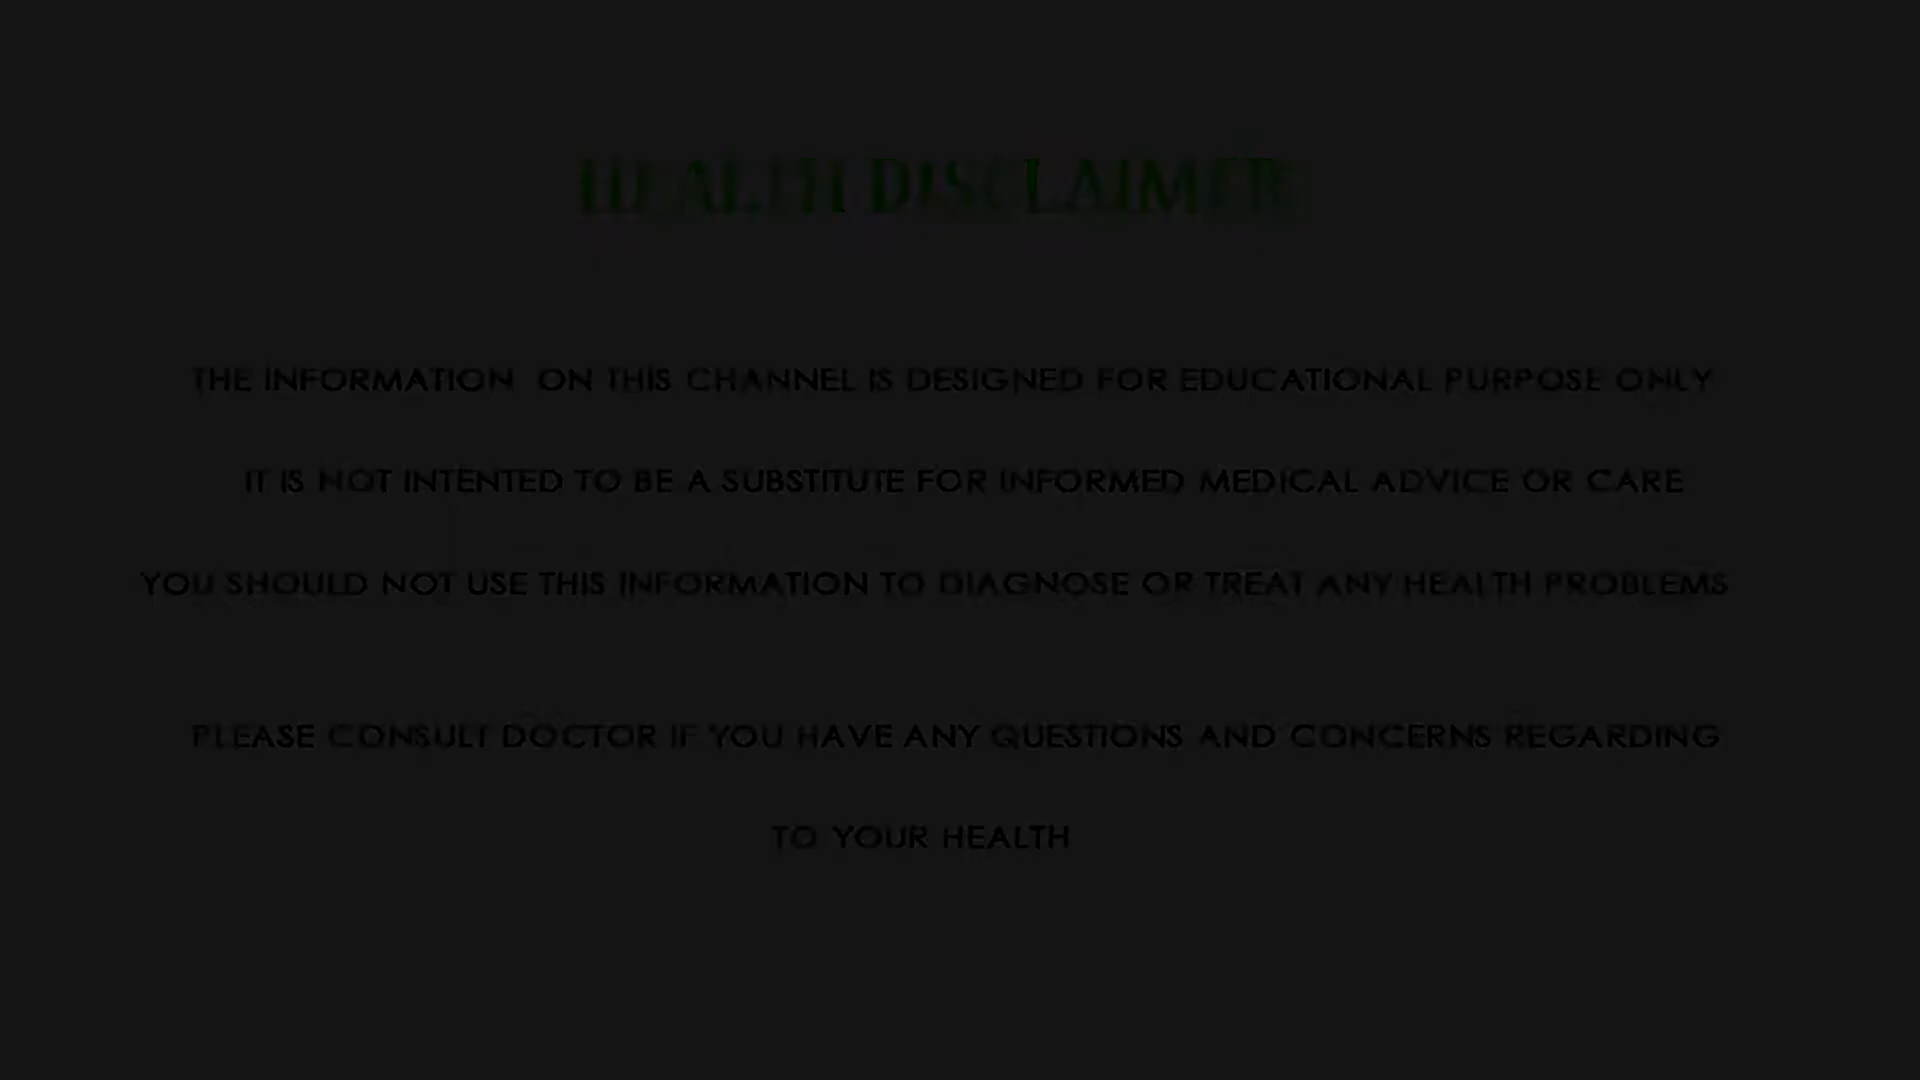 HEALTH DISCLAIMER
THE INFORMATION ON THIS CHANNEL IS DESIGNED FOR EDUCATIONAL PURPOSE ONLY
IT IS NOT INTENTED TO BE A SUBSTITUTE FOR INFORMED MEDICAL ADVICE OR CARE
YOU SHOULD NOT USE THIS INFORMATION TO DIAGNOSE OR TREAT ANY HEALTH PROBLEMS
PLEASE CONSULT DOCTOR IF YOU HAVE ANY QUESTIONS AND CONCERNS REGARDING
TO YOUR HEALTH